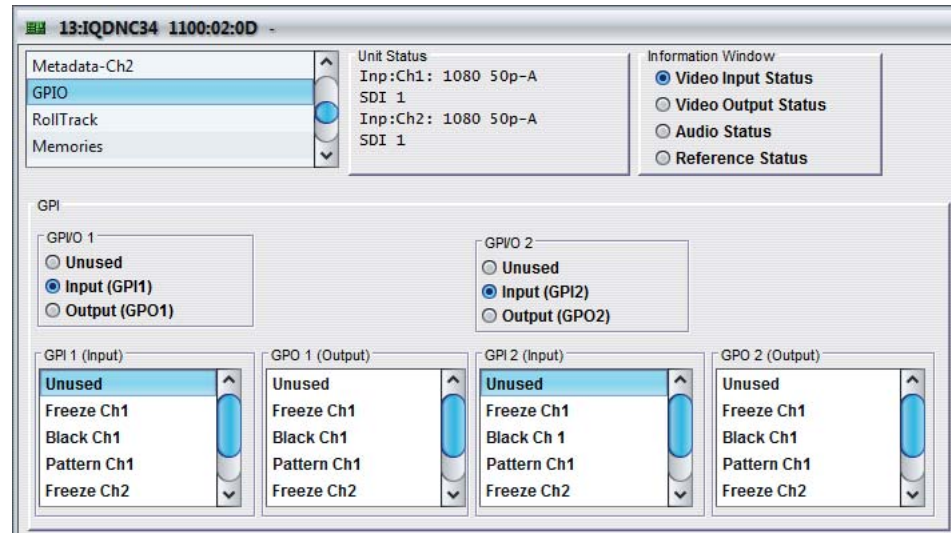 13:IQDNC34 1100:02:0D -
Metadata-Ch2
GPIO
RollTrack
Memories
Unit Status
Inp:Ch1: 1080 50p-A
SDI 1
Inp:Ch2: 1080 50p-A
SDI 1
Information Window
Video Input Status
Video Output Status
Audio Status
Reference Status
GPI
GPI/O 1
Unused
Input (GPI1)
Output (GPO1)
GPI/O 2
Unused
Input (GPI2)
Output (GPO2)
GPI 1 (Input)
Unused
Freeze Ch1
Black Ch1
Pattern Ch1
Freeze Ch2
GPO 1 (Output)
Unused
Freeze Ch1
Black Ch1
Pattern Ch1
Freeze Ch2
GPI 2 (Input)
Unused
Freeze Ch1
Black Ch 1
Pattern Ch1
Freeze Ch2
GPO 2 (Output)
Unused
Freeze Ch1
Black Ch1
Pattern Ch1
Freeze Ch2